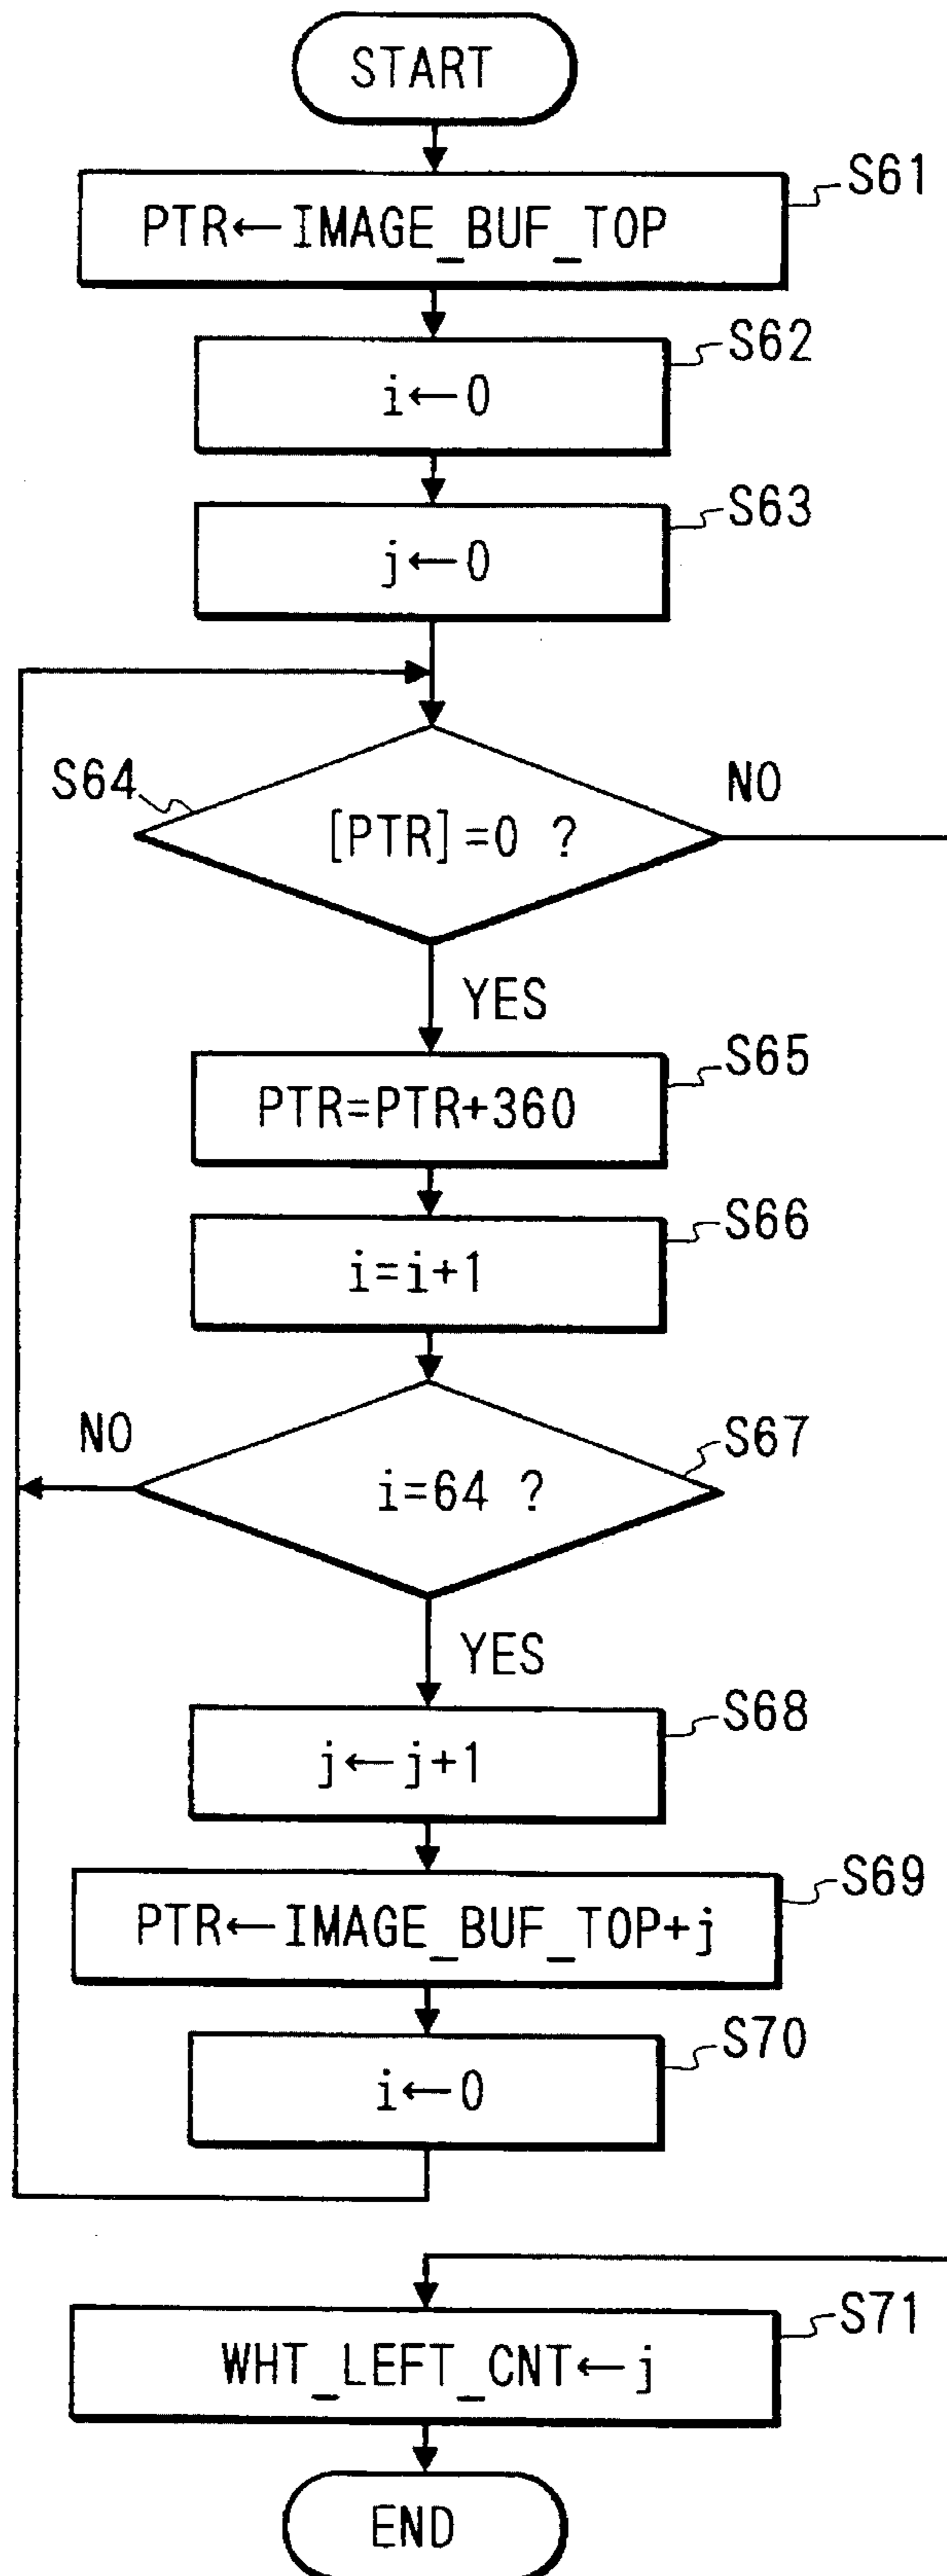 START
S61
PTR←IMAGE_BUF_TOP
S62
i←0
S63
j←0
S64
[PTR]=0 ?
NO
YES
S65
PTR=PTR+360
S66
i=i+1
S67
NO
i=64 ?
YES
S68
j←j+1
S69
PTR←IMAGE_BUF_TOP+j
S70
i←0
S71
WHT_LEFT_CNT←j
END